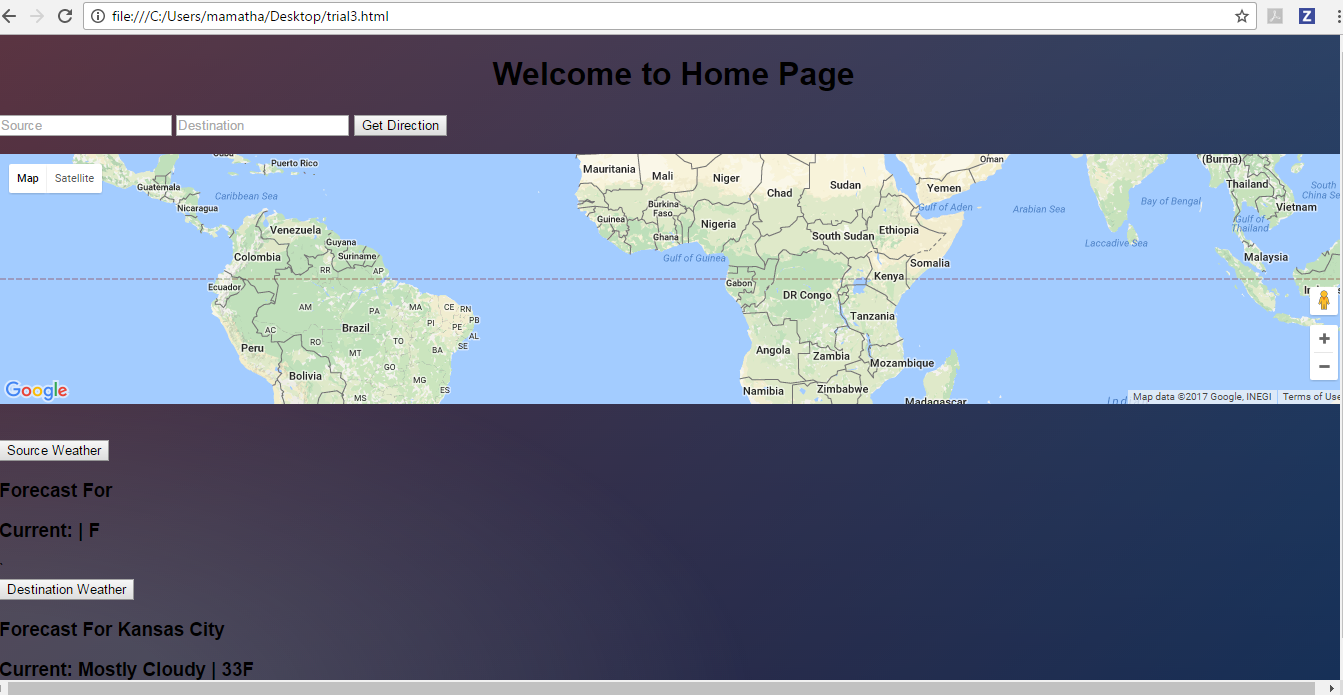 file:///C:/Users/mamatha/Desktop/trial3.html
Z
Welcome to Home Page
Source Destination Get Direction
Map Satellite
Puerto Rico
Guatemala
Caribbean Sea
Nicaragua
Venezuela
Guyana
Colombia
Suriname
RR
AP
Ecuador
AM
PA
MA
CE
RN
PB
PI
PE
AC
Brazil
AL
RO
TO
SE
Peru
MT
BA
GO
Bolivia
MG
ES
MS
Mauritania
Mali
Niger
Chad
Sudan
Oman
Yemen
Gulf of Aden
Arabian Sea
Burkina
Faso
Guinea
Nigeria
Ghana
South Sudan
Ethiopia
Gulf of Guinea
Somalia
Gabon
Kenya
DR Congo
Tanzania
Angola
Zambia
Mozambique
Namibia
Zimbabwe
Madagascar
(Burma)
Thailand
South
China Se
Bay of Bengal
Vietnam
Gulf of
Thailand
Laccadive Sea
Malaysia
Google
Map data ©2017 Google, INEGI Terms of Use
Source Weather
Forecast For
Current: | F
.
Destination Weather
Forecast For Kansas City
Current: Mostly Cloudy | 33F